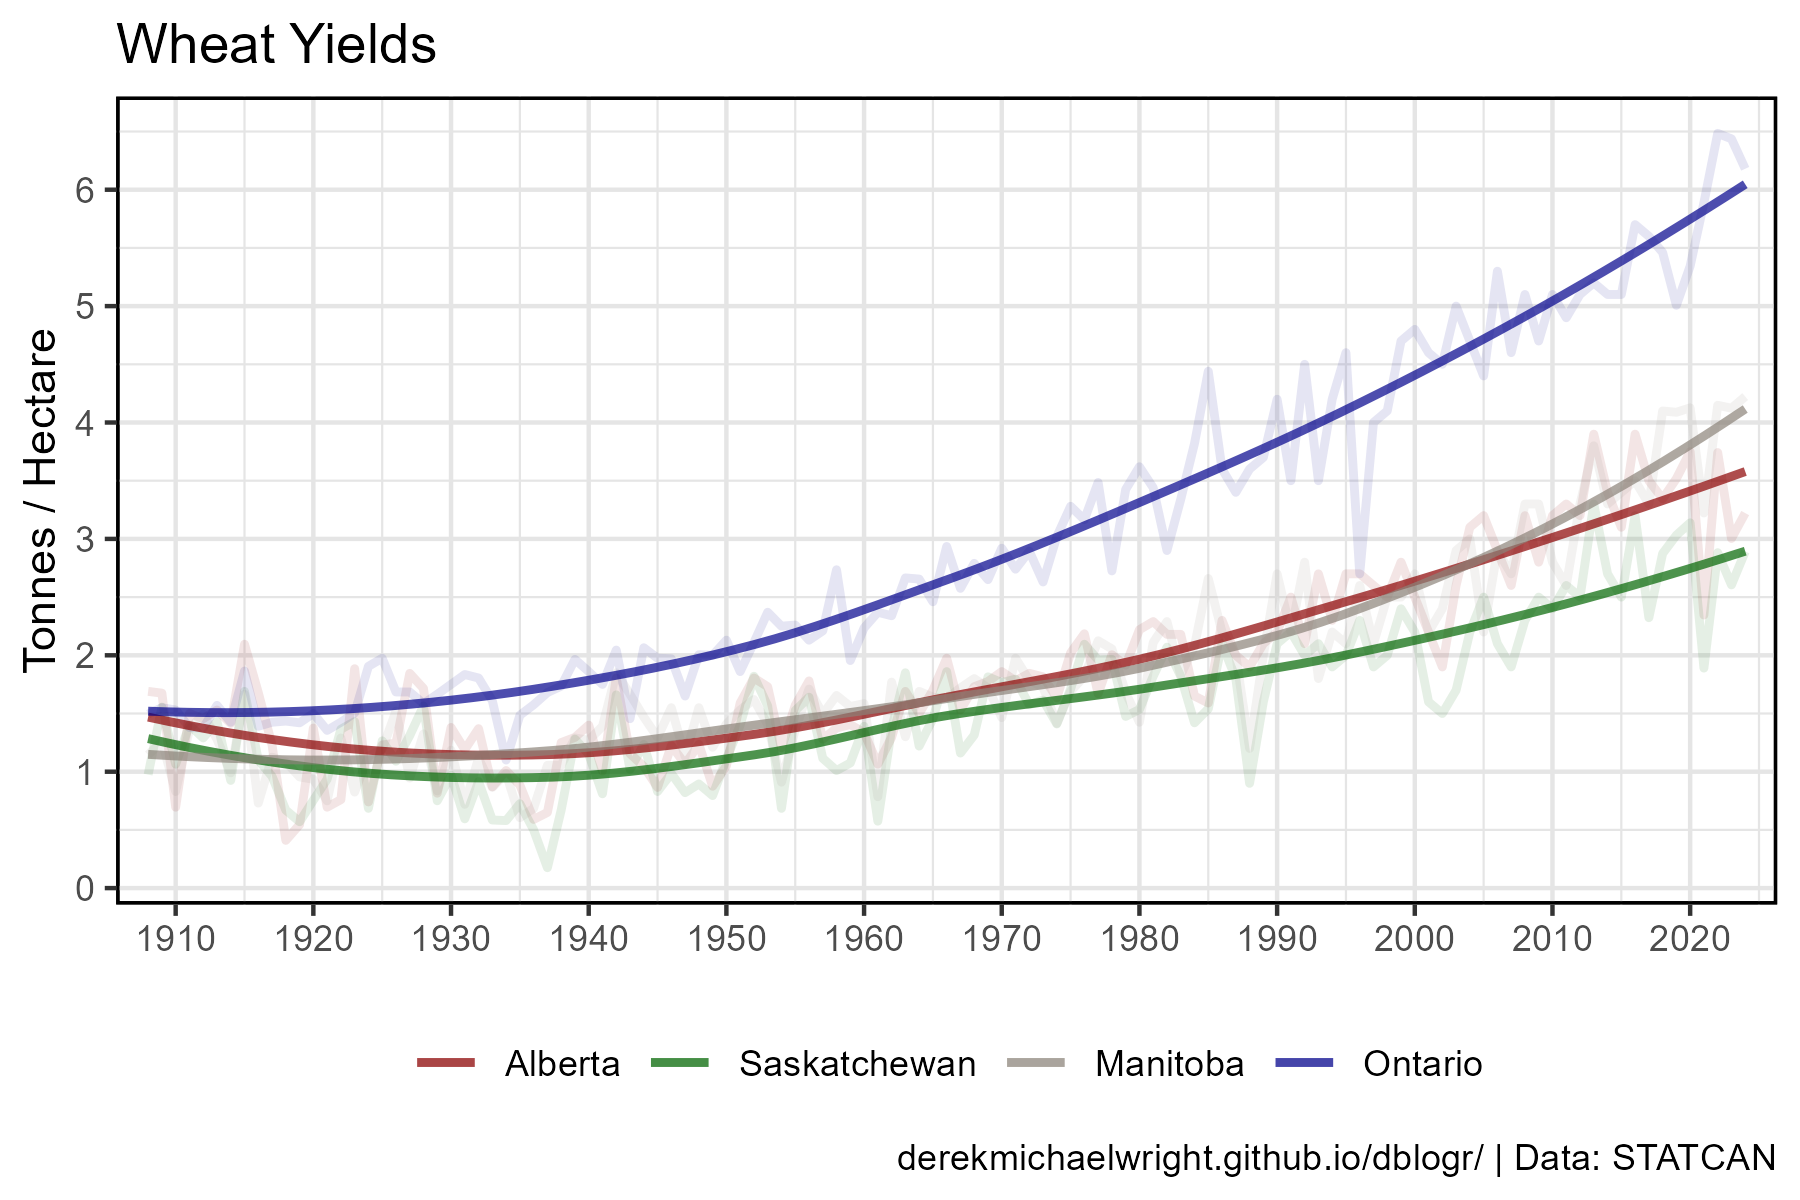 Wheat Yields
Tonnes / Hectare
6
5
4
3
2
1
0
1910 1920 1930 1940 1950 1960 1970 1980 1990 2000 2010 2020
Alberta Saskatchewan Manitoba Ontario
derekmichaelwright.github.io/dblogr/ | Data: STATCAN